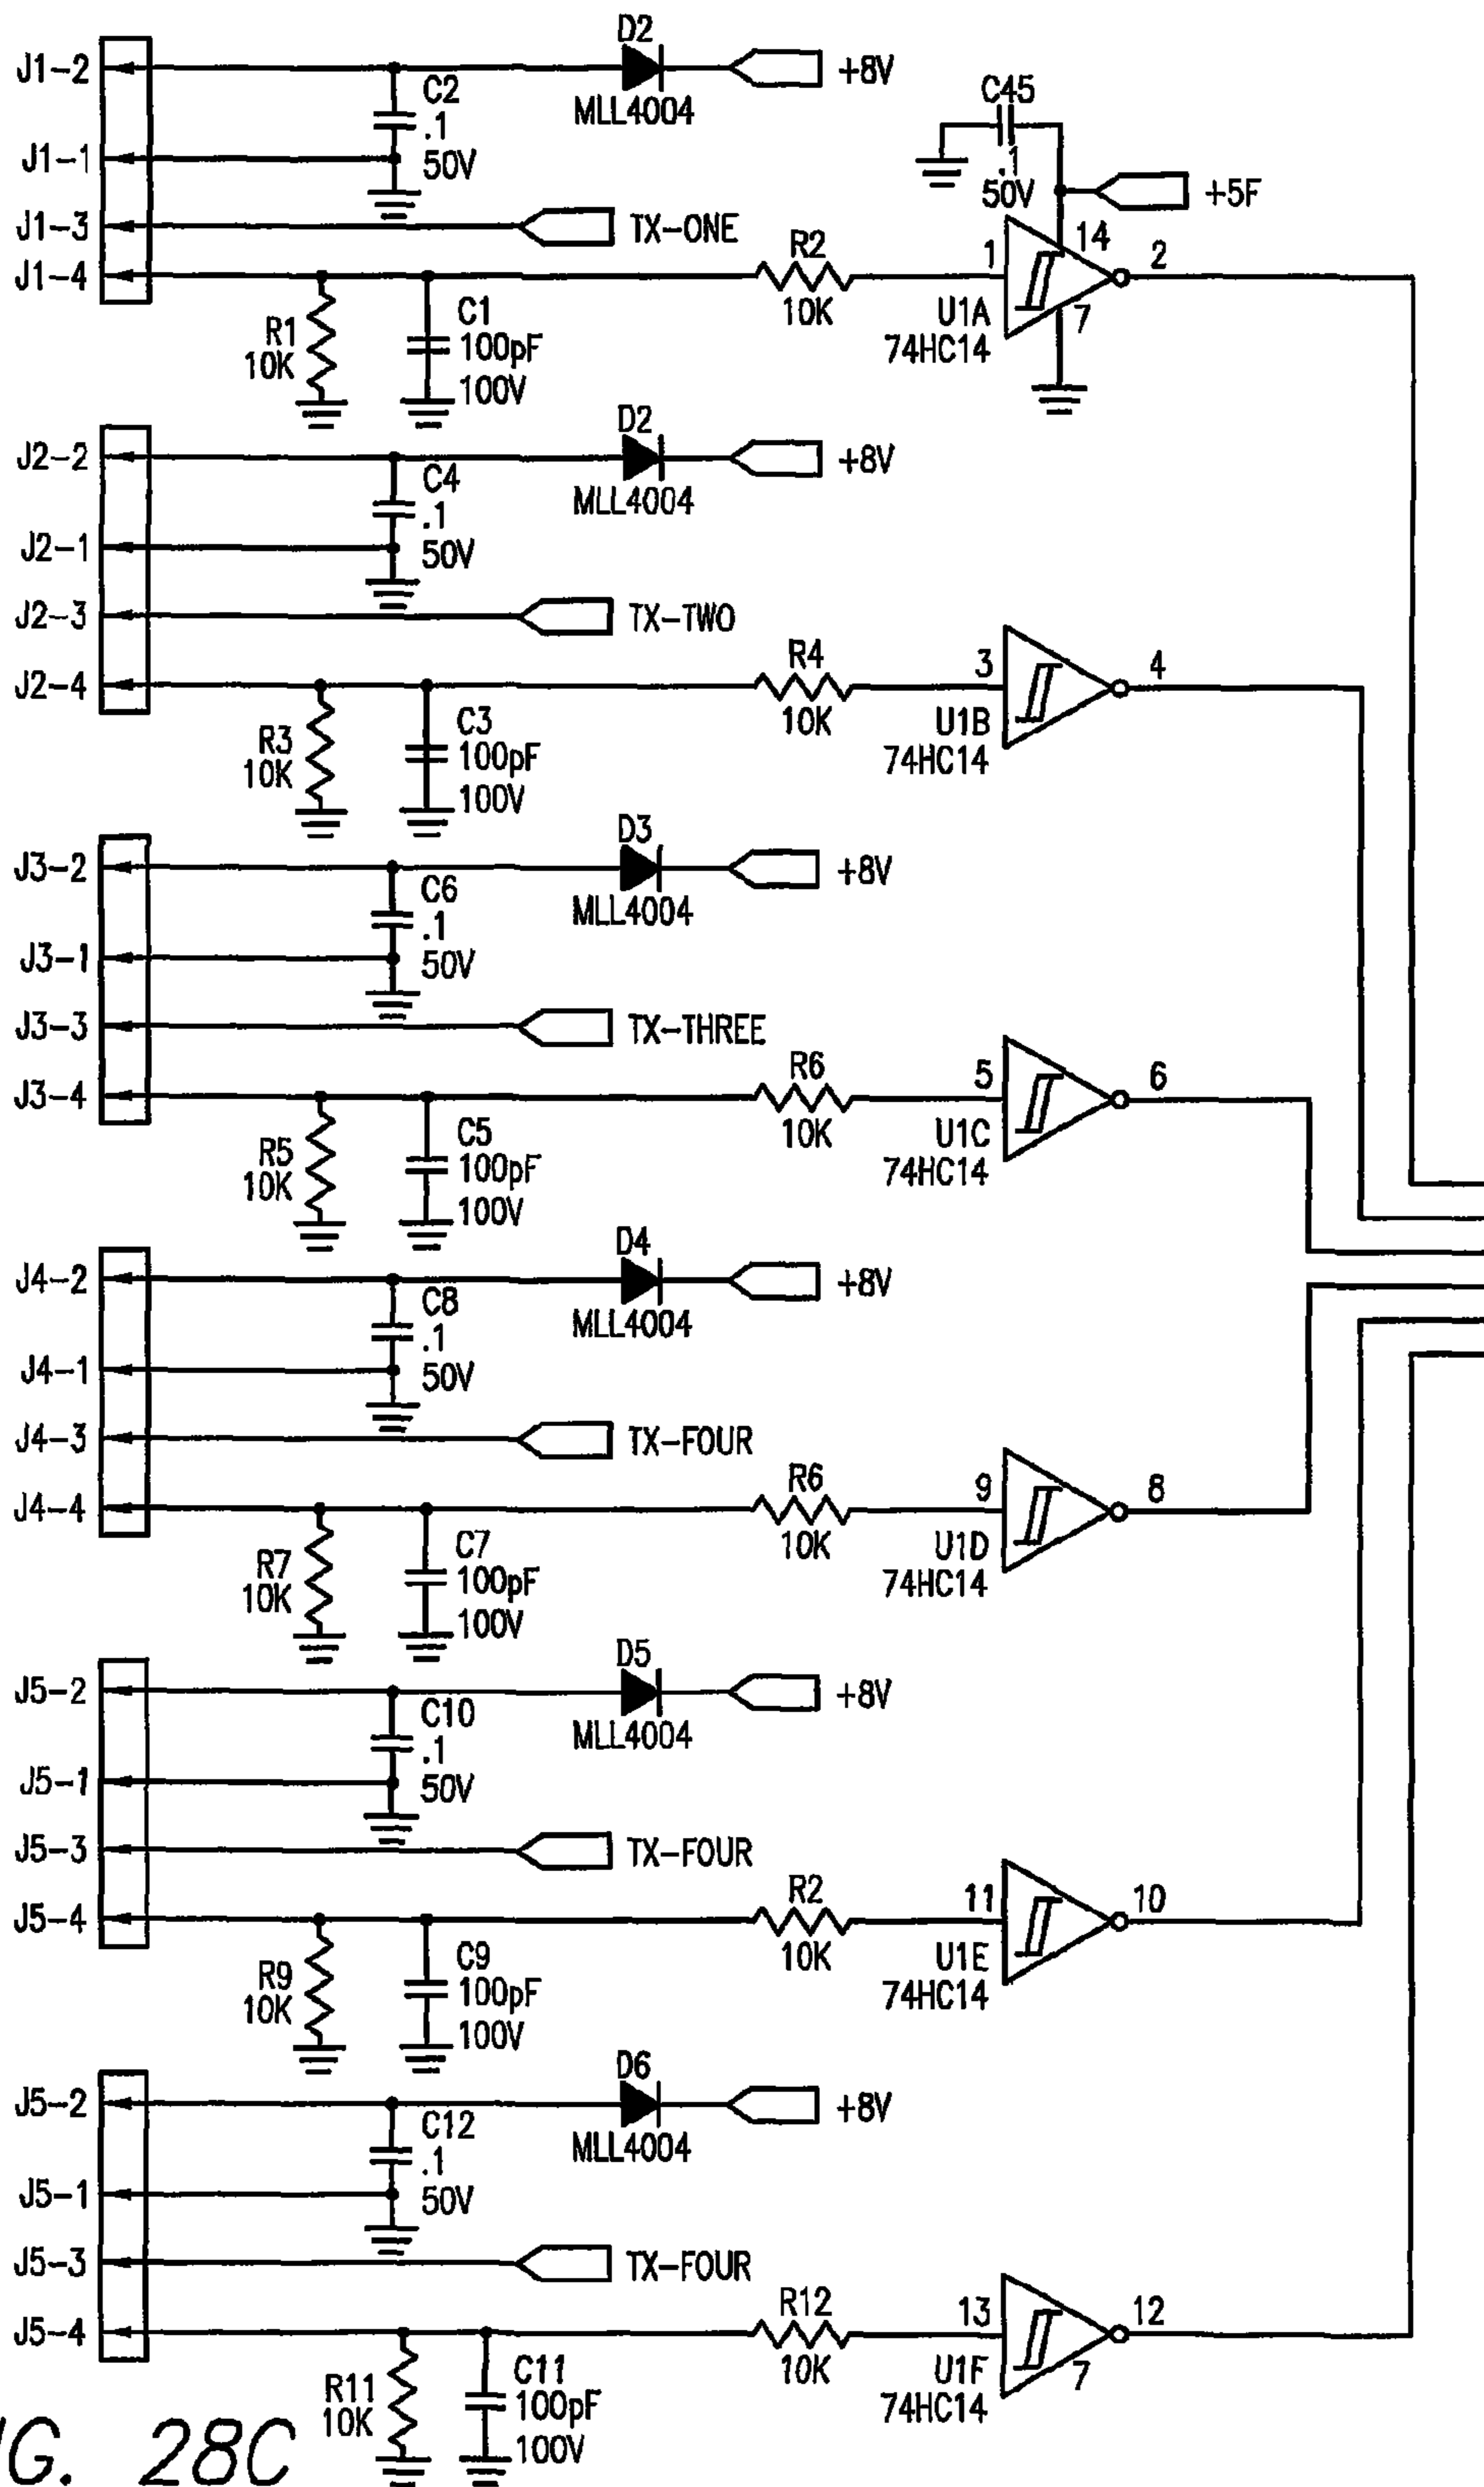 D2
J1-2
+8V
C2
MLL4004
C45
.1
J1-1
50V
.1
50V
+5F
J1-3
TX-ONE
R2
1
14
2
J1-4
10K
C1
R1
100pF
10K
100V
U1A
7
74HC14
D2
J2-2
+8V
C4
MLL4004
.1
J2-1
50V
J2-3
TX-TWO
R4
3
4
J2-4
10K
C3
R3
100pF
10K
100V
U1B
74HC14
D3
J3-2
+8V
C6
MLL4004
.1
J3-1
50V
J3-3
TX-THREE
R6
5
6
J3-4
10K
C5
R5
100pF
10K
100V
U1C
74HC14
D4
J4-2
+8V
C8
MLL4004
.1
J4-1
50V
J4-3
TX-FOUR
R6
9
8
J4-4
10K
C7
R7
100pF
10K
100V
U1D
74HC14
D5
J5-2
+8V
C10
MLL4004
.1
J5-1
50V
J5-3
TX-FOUR
R2
11
10
J5-4
10K
C9
R9
100pF
10K
100V
U1E
74HC14
D6
J5-2
+8V
C12
MLL4004
.1
J5-1
50V
J5-3
TX-FOUR
R12
13
12
J5-4
10K
C11
R11
100pF
10K
100V
U1F
7
74HC14
IG. 28C